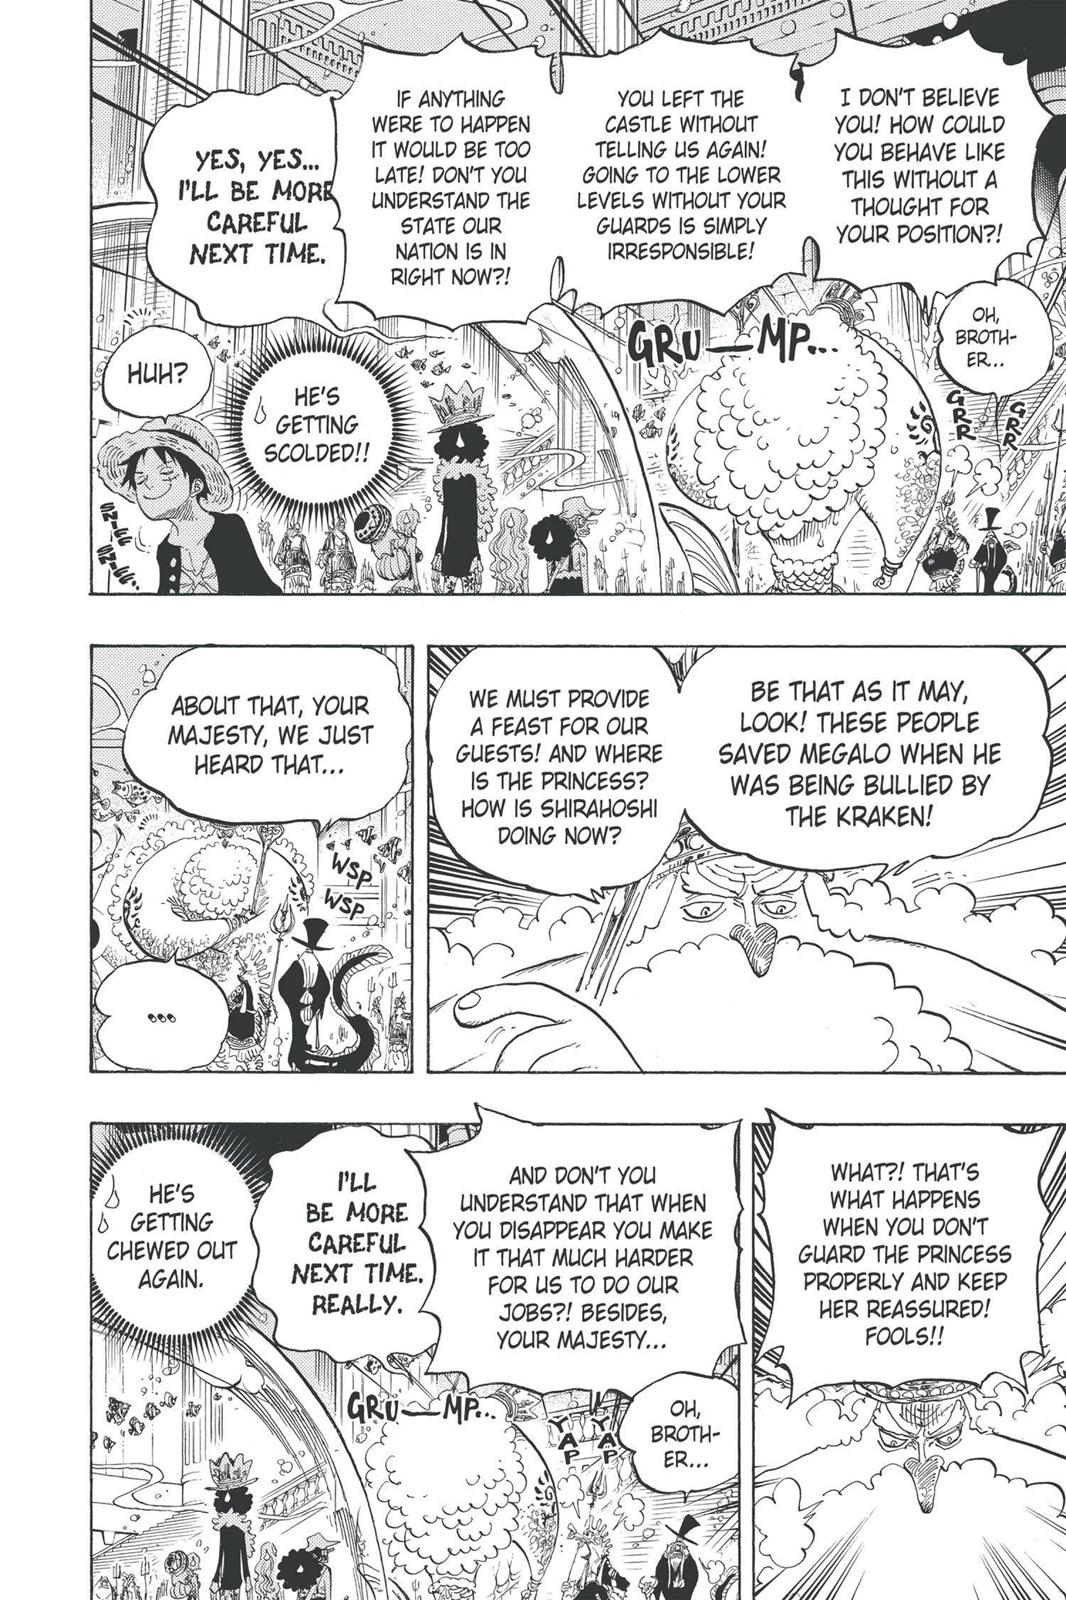 I DON'T BELIEVE
YOU! HOW COULD
YOU BEHAVE LIKE
THIS WITHOUT A
THOUGHT FOR
YOUR POSITION?!
YOU LEFT THE
CASTLE WITHOUT
TELLING US AGAIN!
GOING TO THE LOWER
LEVELS WITHOUT YOUR
GUARDS IS SIMPLY
IRRESPONSIBLE!
IF ANYTHING
WERE TO HAPPEN
IT WOULD BE TOO
LATE! DON'T YOU
UNDERSTAND THE
STATE OUR
NATION IS IN
RIGHT NOW?!
YES, YES...
I'LL BE MORE
CAREFUL
NEXT TIME.
OH,
BROTH-
ER...
GRU—MP...
GRR
GRR
HE'S
GETTING
SCOLDED!!
HUH?
SNICE
SNICE
BE THAT AS IT MAY,
LOOK! THESE PEOPLE
SAVED MEGALO WHEN HE
WAS BEING BULLIED BY
THE KRAKEN!
WE MUST PROVIDE
A FEAST FOR OUR
GUESTS! AND WHERE
IS THE PRINCESS?
HOW IS SHIRAHOSHI
DOING NOW?
ABOUT THAT, YOUR
MAJESTY, WE JUST
HEARD THAT...
WSP
WSP
...
WHAT?! THAT'S
WHAT HAPPENS
WHEN YOU DON'T
GUARD THE PRINCESS
PROPERLY AND KEEP
HER REASSURED!
FOOLS!!
AND DON'T YOU
UNDERSTAND THAT WHEN
YOU DISAPPEAR YOU MAKE
IT THAT MUCH HARDER
FOR US TO DO OUR
JOBS?! BESIDES,
YOUR MAJESTY...
I'LL
BE MORE
CAREFUL
NEXT TIME.
REALLY.
HE'S
GETTING
CHEWED OUT
AGAIN.
OH,
BROTH-
ER...
YAP
YAP
GRU—MP...